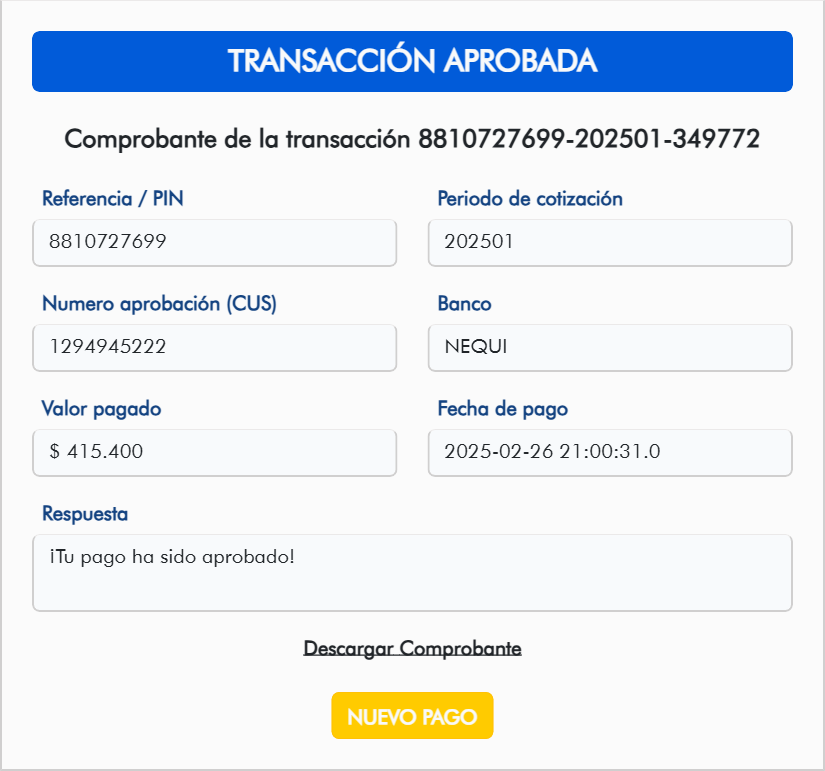 TRANSACCIÓN APROBADA
Comprobante de la transacción 8810727699-202501-349772
Referencia / PIN
8810727699
Periodo de cotización
202501
Numero aprobación (CUS)
1294945222
Banco
NEQUI
Valor pagado
$ 415.400
Fecha de pago
2025-02-26 21:00:31.0
Respuesta
¡Tu pago ha sido aprobado!
Descargar Comprobante
NUEVO PAGO